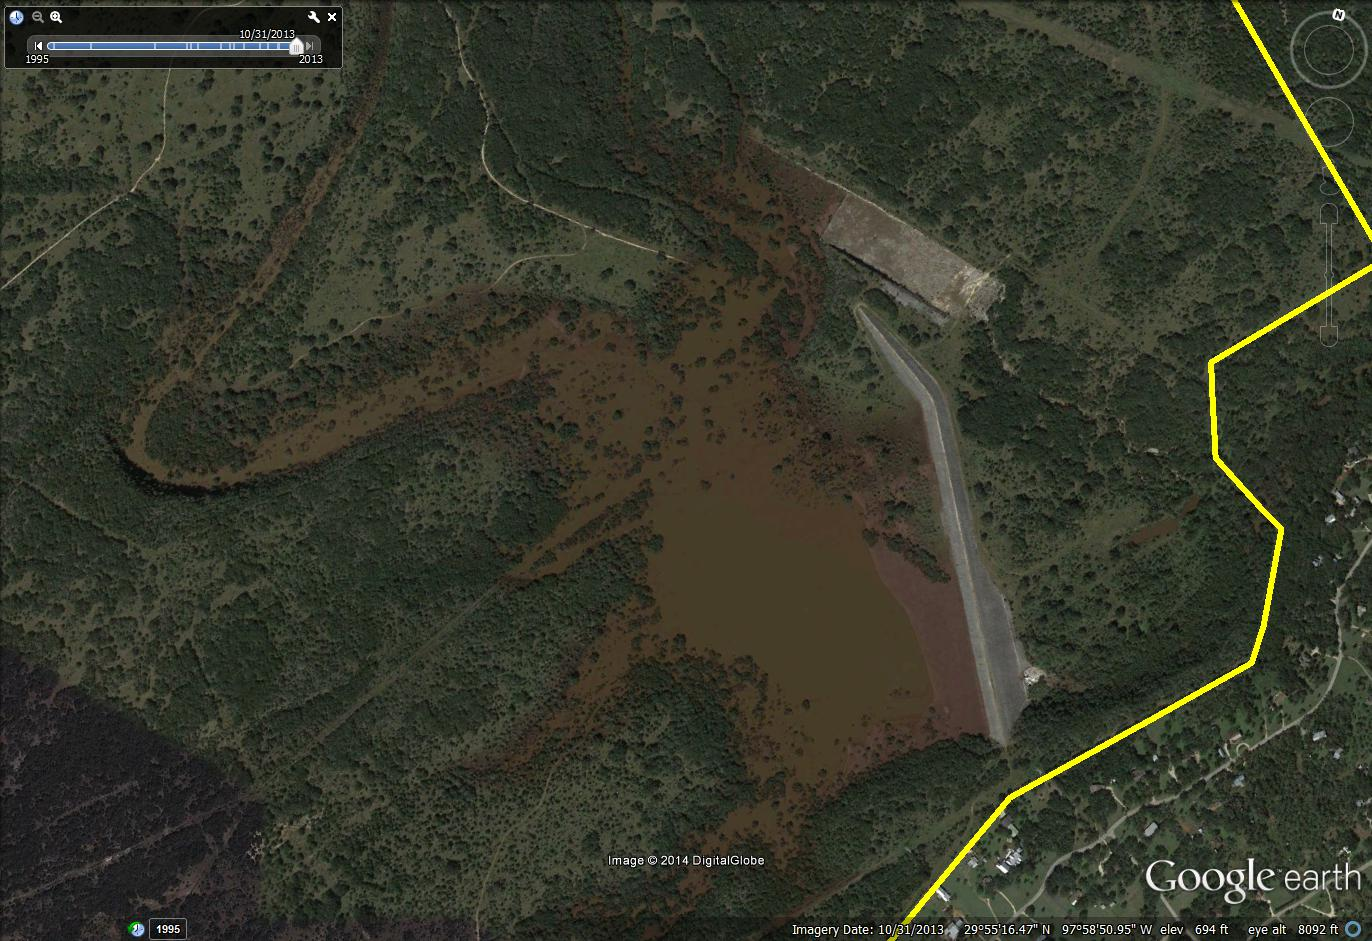 10/31/2013
1995
2013
N
Image © 2014 DigitalGlobe
Google earth
1995
Imagery Date: 10/31/2013 29°55'16.47" N 97°58'50.95" W elev 694 ft eye alt 8092 ft